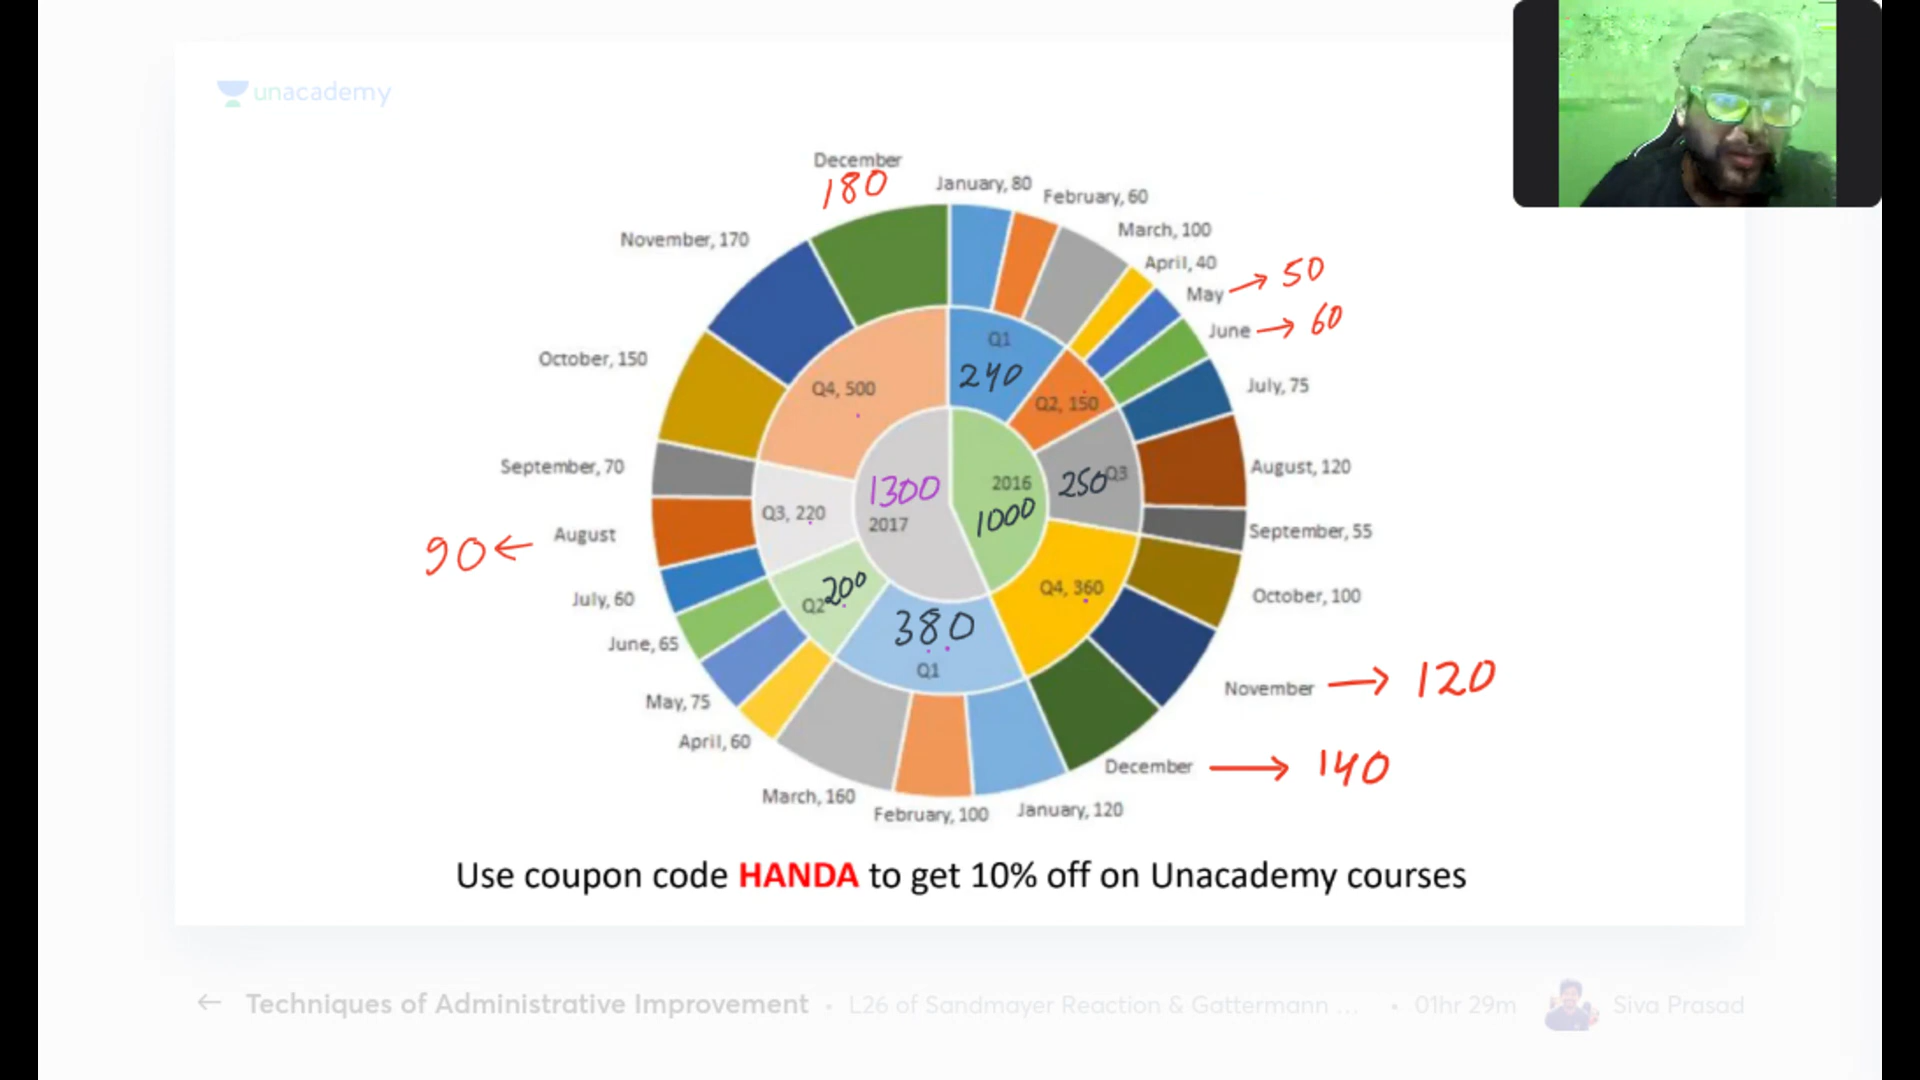 unacademy
December
180
January, 80
February, 60
November, 170
March, 100
April, 40
May → 50
June → 60
Q1
240
October, 150
Q4, 500
Q2, 150
July, 75
September, 70
1300
2017
2016
1000
250 Q3
August, 120
90 ← August
Q3, 220
September, 55
July, 60
Q2 200
Q4, 360
October, 100
June, 65
380
Q1
May, 75
November → 120
April, 60
December → 140
March, 160
February, 100
January, 120
Use coupon code HANDA to get 10% off on Unacademy courses
← Techniques of Administrative Improvement • L26 of Sandmayer Reaction & Gattermann ... • 01hr 29m Siva Prasad